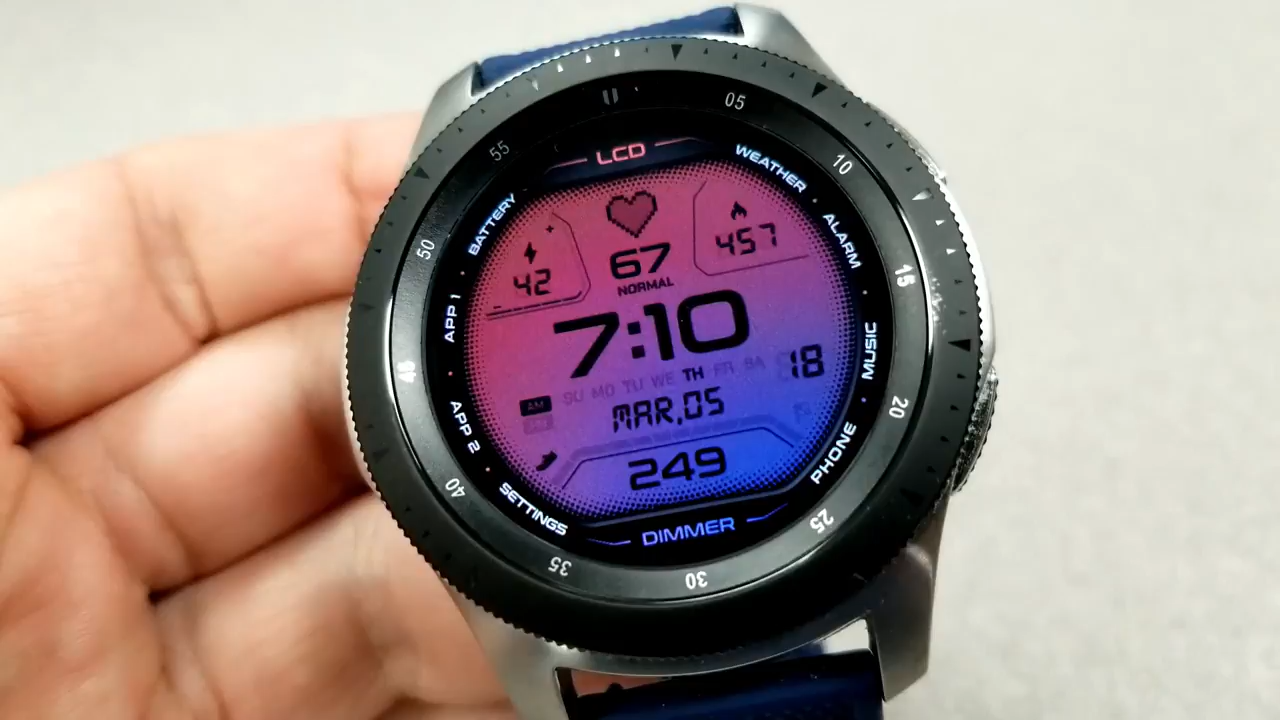 05
55
LCD
WEATHER
10
BATTERY
50
42
67
NORMAL
457
ALARM
15
APP 1
7:10
MUSIC
45
SU MO TU WE TH FR SA
18
AM
PM
MAR,05
20
APP 2
249
PHONE
40
SETTINGS
DIMMER
25
35
30